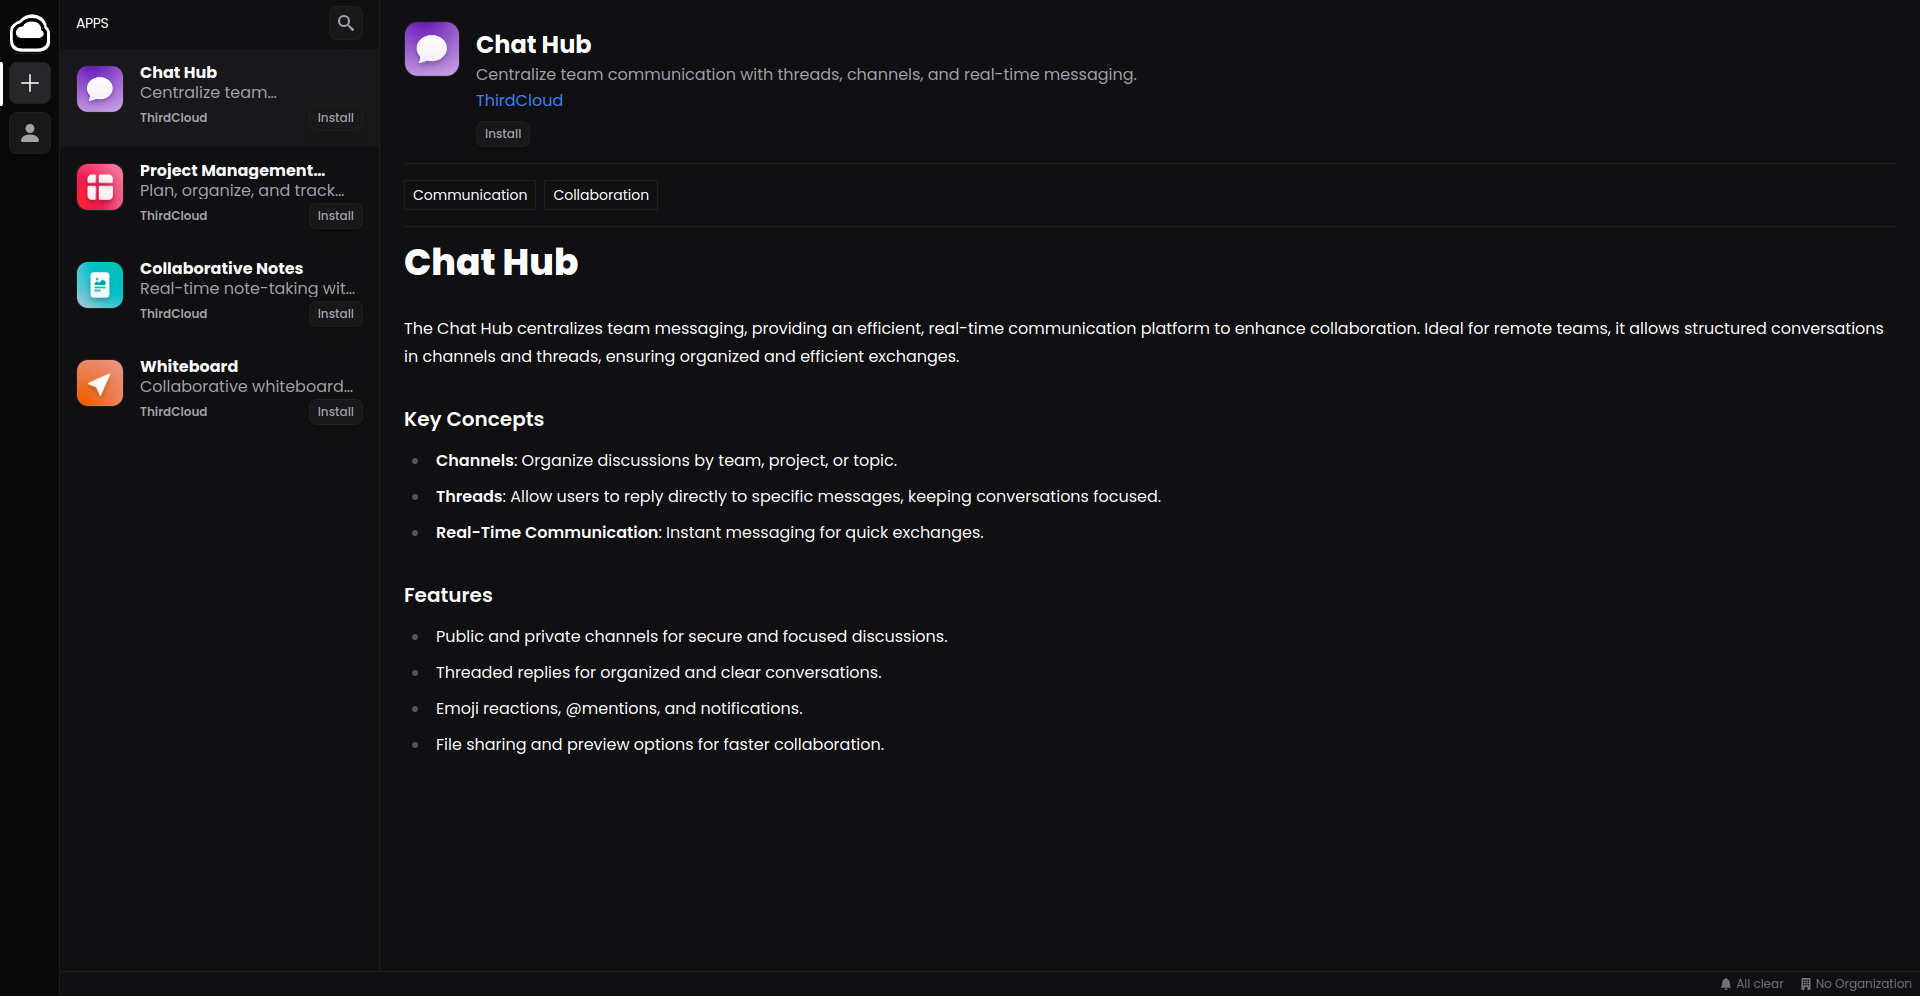 APPS
Chat Hub
Centralize team...
ThirdCloud
Install
Project Management...
Plan, organize, and track...
ThirdCloud
Install
Collaborative Notes
Real-time note-taking wit...
ThirdCloud
Install
Whiteboard
Collaborative whiteboard...
ThirdCloud
Install
Chat Hub
Centralize team communication with threads, channels, and real-time messaging.
ThirdCloud
Install
Communication
Collaboration
Chat Hub
The Chat Hub centralizes team messaging, providing an efficient, real-time communication platform to enhance collaboration. Ideal for remote teams, it allows structured conversations
in channels and threads, ensuring organized and efficient exchanges.
Key Concepts
Channels: Organize discussions by team, project, or topic.
Threads: Allow users to reply directly to specific messages, keeping conversations focused.
Real-Time Communication: Instant messaging for quick exchanges.
Features
Public and private channels for secure and focused discussions.
Threaded replies for organized and clear conversations.
Emoji reactions, @mentions, and notifications.
File sharing and preview options for faster collaboration.
All clear
No Organization